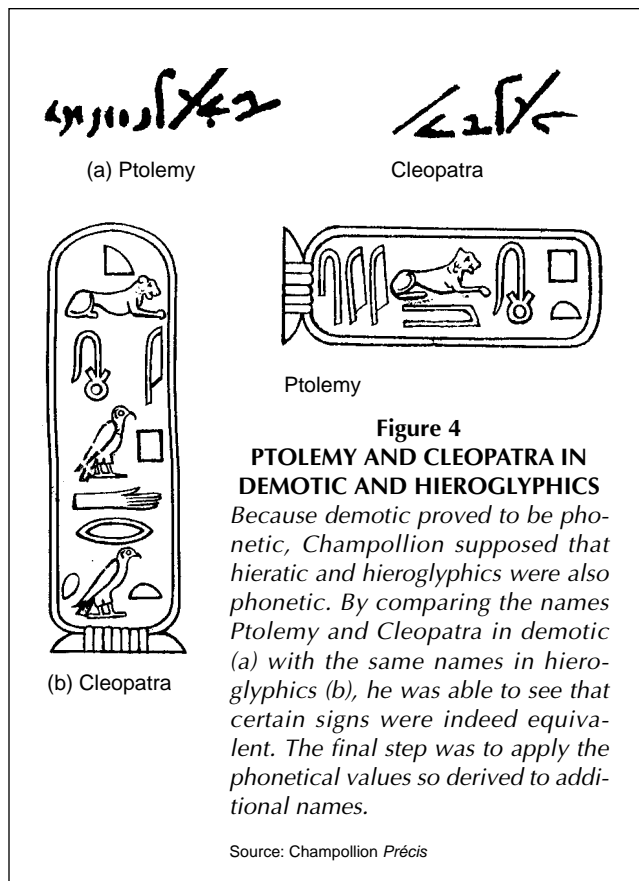 (a) Ptolemy
Cleopatra
Ptolemy
(b) Cleopatra
Figure 4
PTOLEMY AND CLEOPATRA IN
DEMOTIC AND HIEROGLYPHICS
Because demotic proved to be pho-
netic, Champollion supposed that
hieratic and hieroglyphics were also
phonetic. By comparing the names
Ptolemy and Cleopatra in demotic
(a) with the same names in hiero-
glyphics (b), he was able to see that
certain signs were indeed equiva-
lent. The final step was to apply the
phonetical values so derived to addi-
tional names.
Source: Champollion Précis